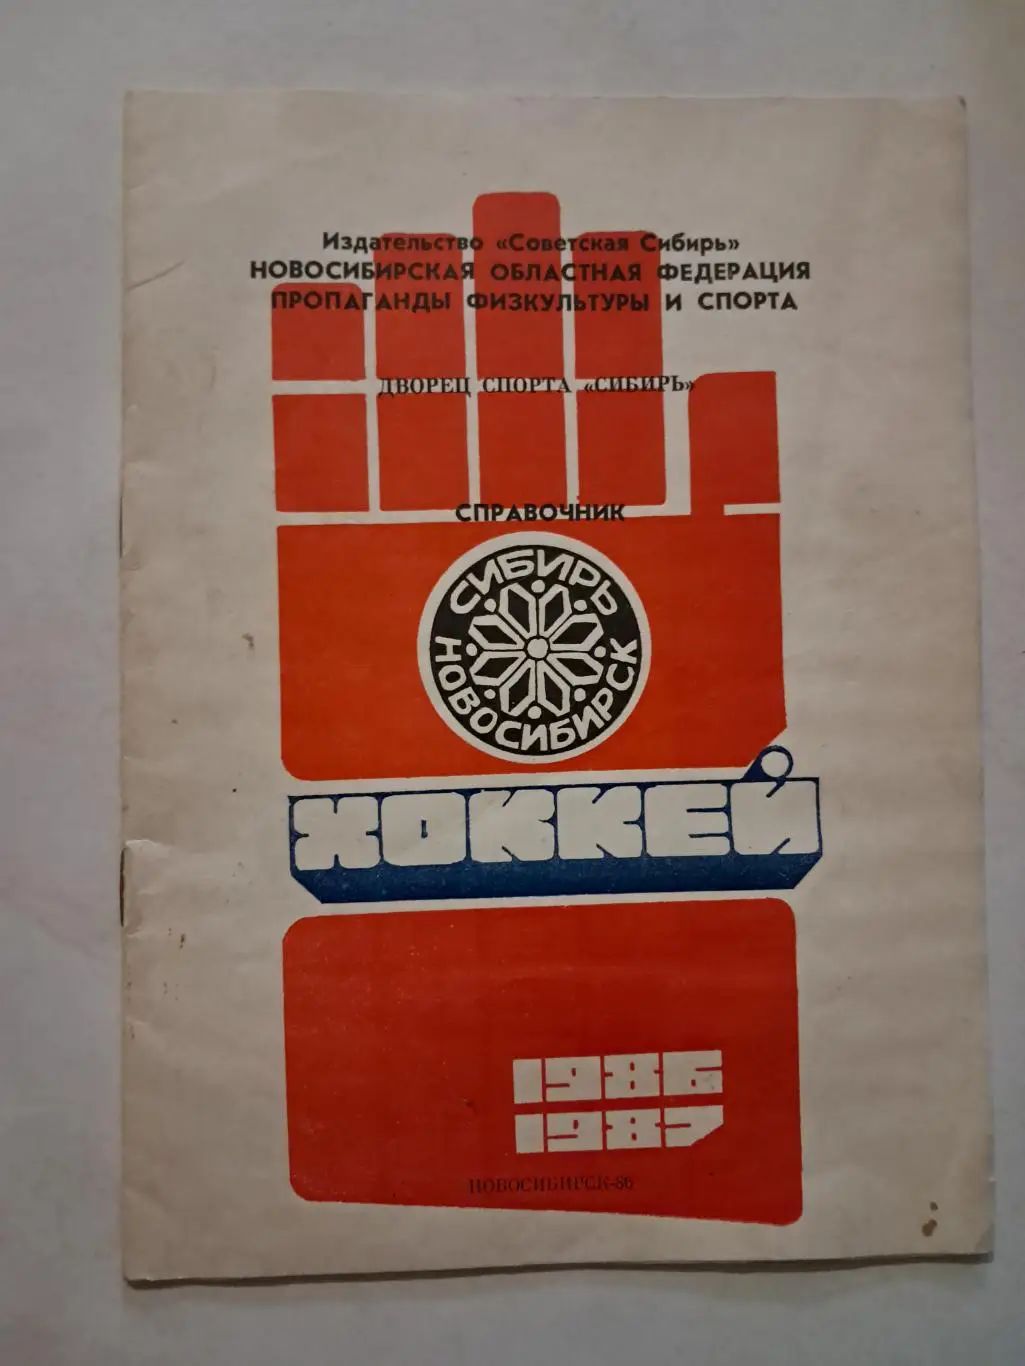 Издательство «Советская Сибирь»
НОВОСИБИРСКАЯ ОБЛАСТНАЯ ФЕДЕРАЦИЯ
ПРОПАГАНДЫ ФИЗКУЛЬТУРЫ И СПОРТА
ДВОРЕЦ СПОРТА «СИБИРЬ»
СПРАВОЧНИК
СИБИРЬ
НОВОСИБИРСК
ХОККЕЙ
1986
1987
НОВОСИБИРСК-86